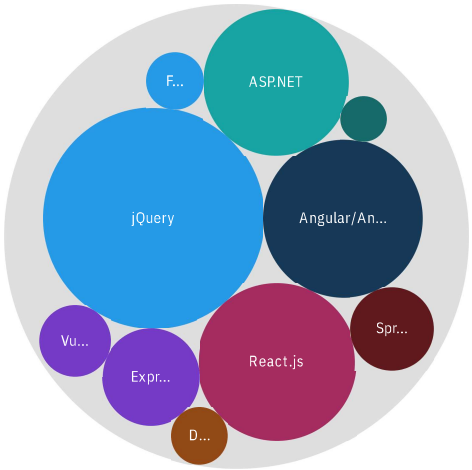 F...
ASP.NET
jQuery
Angular/An...
Vu...
Spr...
React.js
Expr...
D...